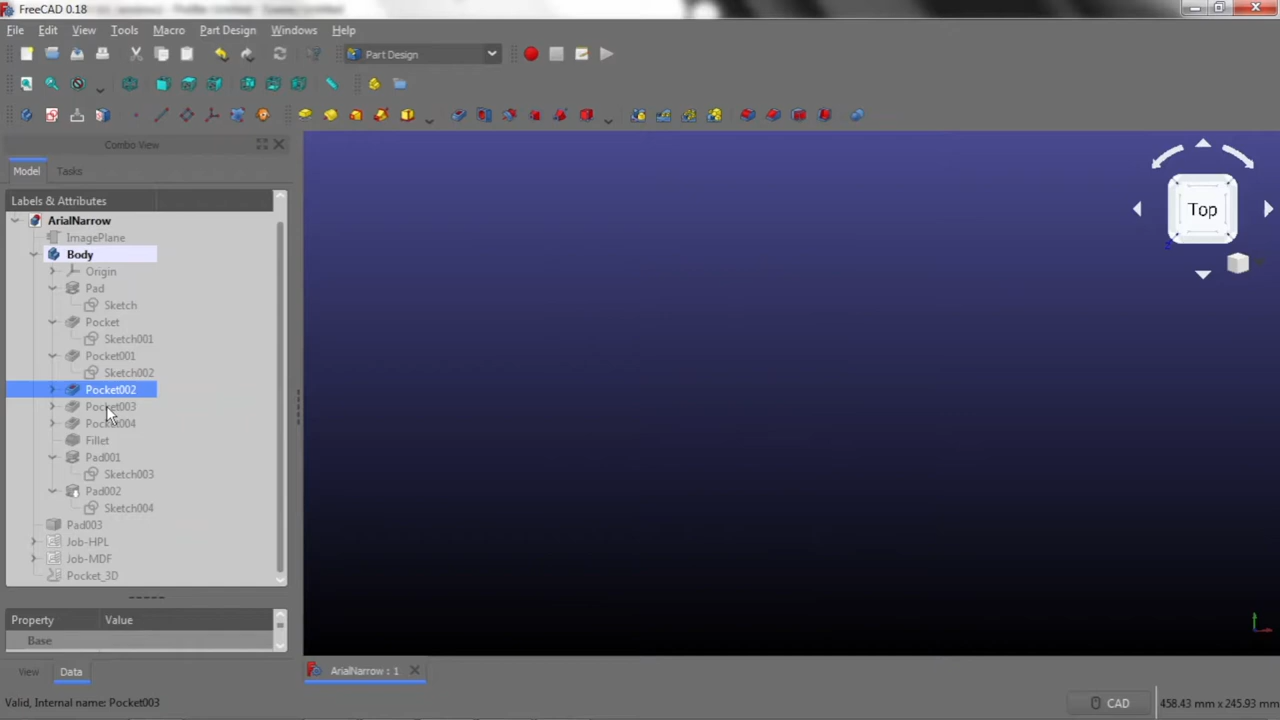 FreeCAD 0.18
File Edit View Tools Macro Part Design Windows Help
Part Design
Combo View
Model Tasks
Labels & Attributes
ArialNarrow
ImagePlane
Body
Origin
Pad
Sketch
Pocket
Sketch001
Pocket001
Sketch002
Pocket002
Pocket003
Pocket004
Fillet
Pad001
Sketch003
Pad002
Sketch004
Pad003
Job-HPL
Job-MDF
Pocket_3D
Top
Property Value
Base
View Data
ArialNarrow : 1
Valid, Internal name: Pocket003
CAD
458.43 mm x 245.93 mm